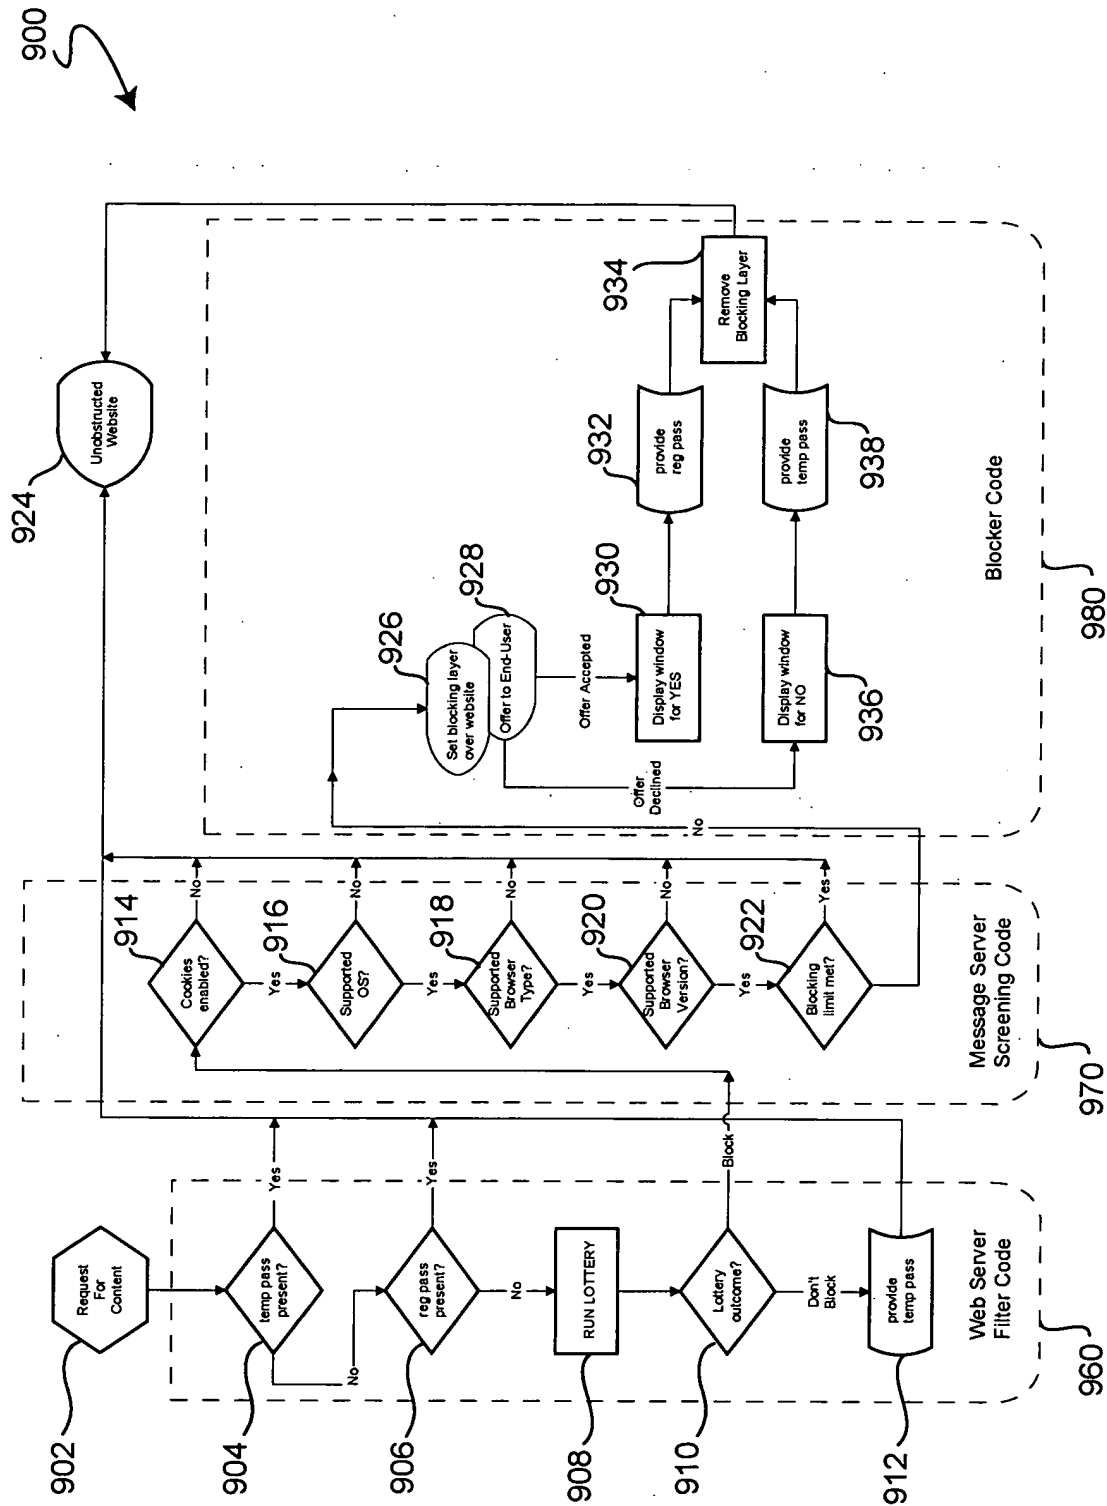 900
902
Request
For
Content
904
temp pass
present?
Yes
No
906
reg pass
present?
Yes
No
908
RUN LOTTERY
910
Lottery
outcome?
Block
Don't
Block
912
provide
temp pass
Web Server
Filter Code
960
914
Cookies
enabled?
No
Yes
916
Supported
OS?
No
Yes
918
Supported
Browser
Type?
No
Yes
920
Supported
Browser
Version?
No
Yes
922
Blocking
limit met?
Yes
No
Message Server
Screening Code
970
924
Unobstructed
Website
926
Set blocking layer
over website
928
Offer to End-User
Offer Accepted
Offer
Declined
930
Display window
for YES
932
provide
reg pass
934
Remove
Blocking Layer
936
Display window
for NO
938
provide
temp pass
Blocker Code
980